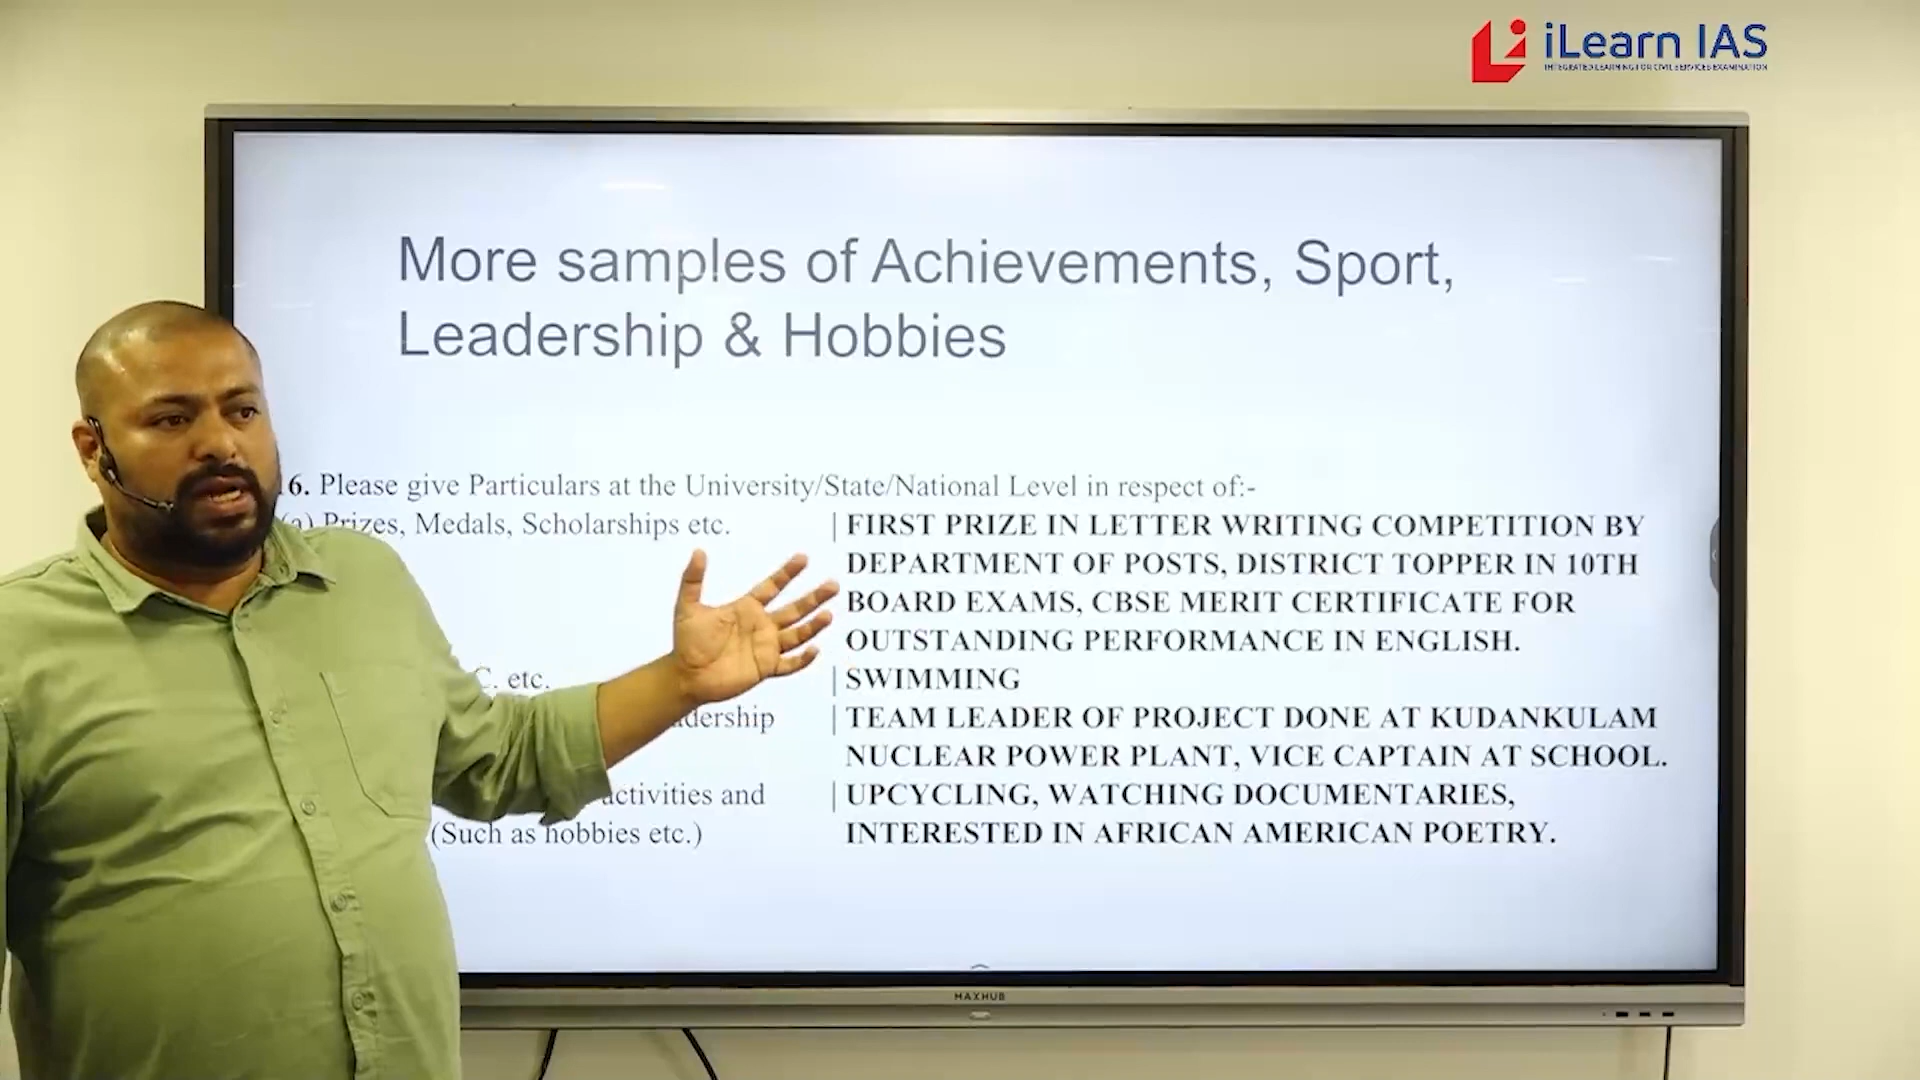 iLearn IAS
INTEGRATED LEARNING FOR CIVIL SERVICES EXAMINATION
More samples of Achievements, Sport,
Leadership & Hobbies
6. Please give Particulars at the University/State/National Level in respect of:-
(a) Prizes, Medals, Scholarships etc. | FIRST PRIZE IN LETTER WRITING COMPETITION BY
DEPARTMENT OF POSTS, DISTRICT TOPPER IN 10TH
BOARD EXAMS, CBSE MERIT CERTIFICATE FOR
OUTSTANDING PERFORMANCE IN ENGLISH.
C. etc. | SWIMMING
dership | TEAM LEADER OF PROJECT DONE AT KUDANKULAM
NUCLEAR POWER PLANT, VICE CAPTAIN AT SCHOOL.
activities and | UPCYCLING, WATCHING DOCUMENTARIES,
(Such as hobbies etc.) INTERESTED IN AFRICAN AMERICAN POETRY.
MAXHUB